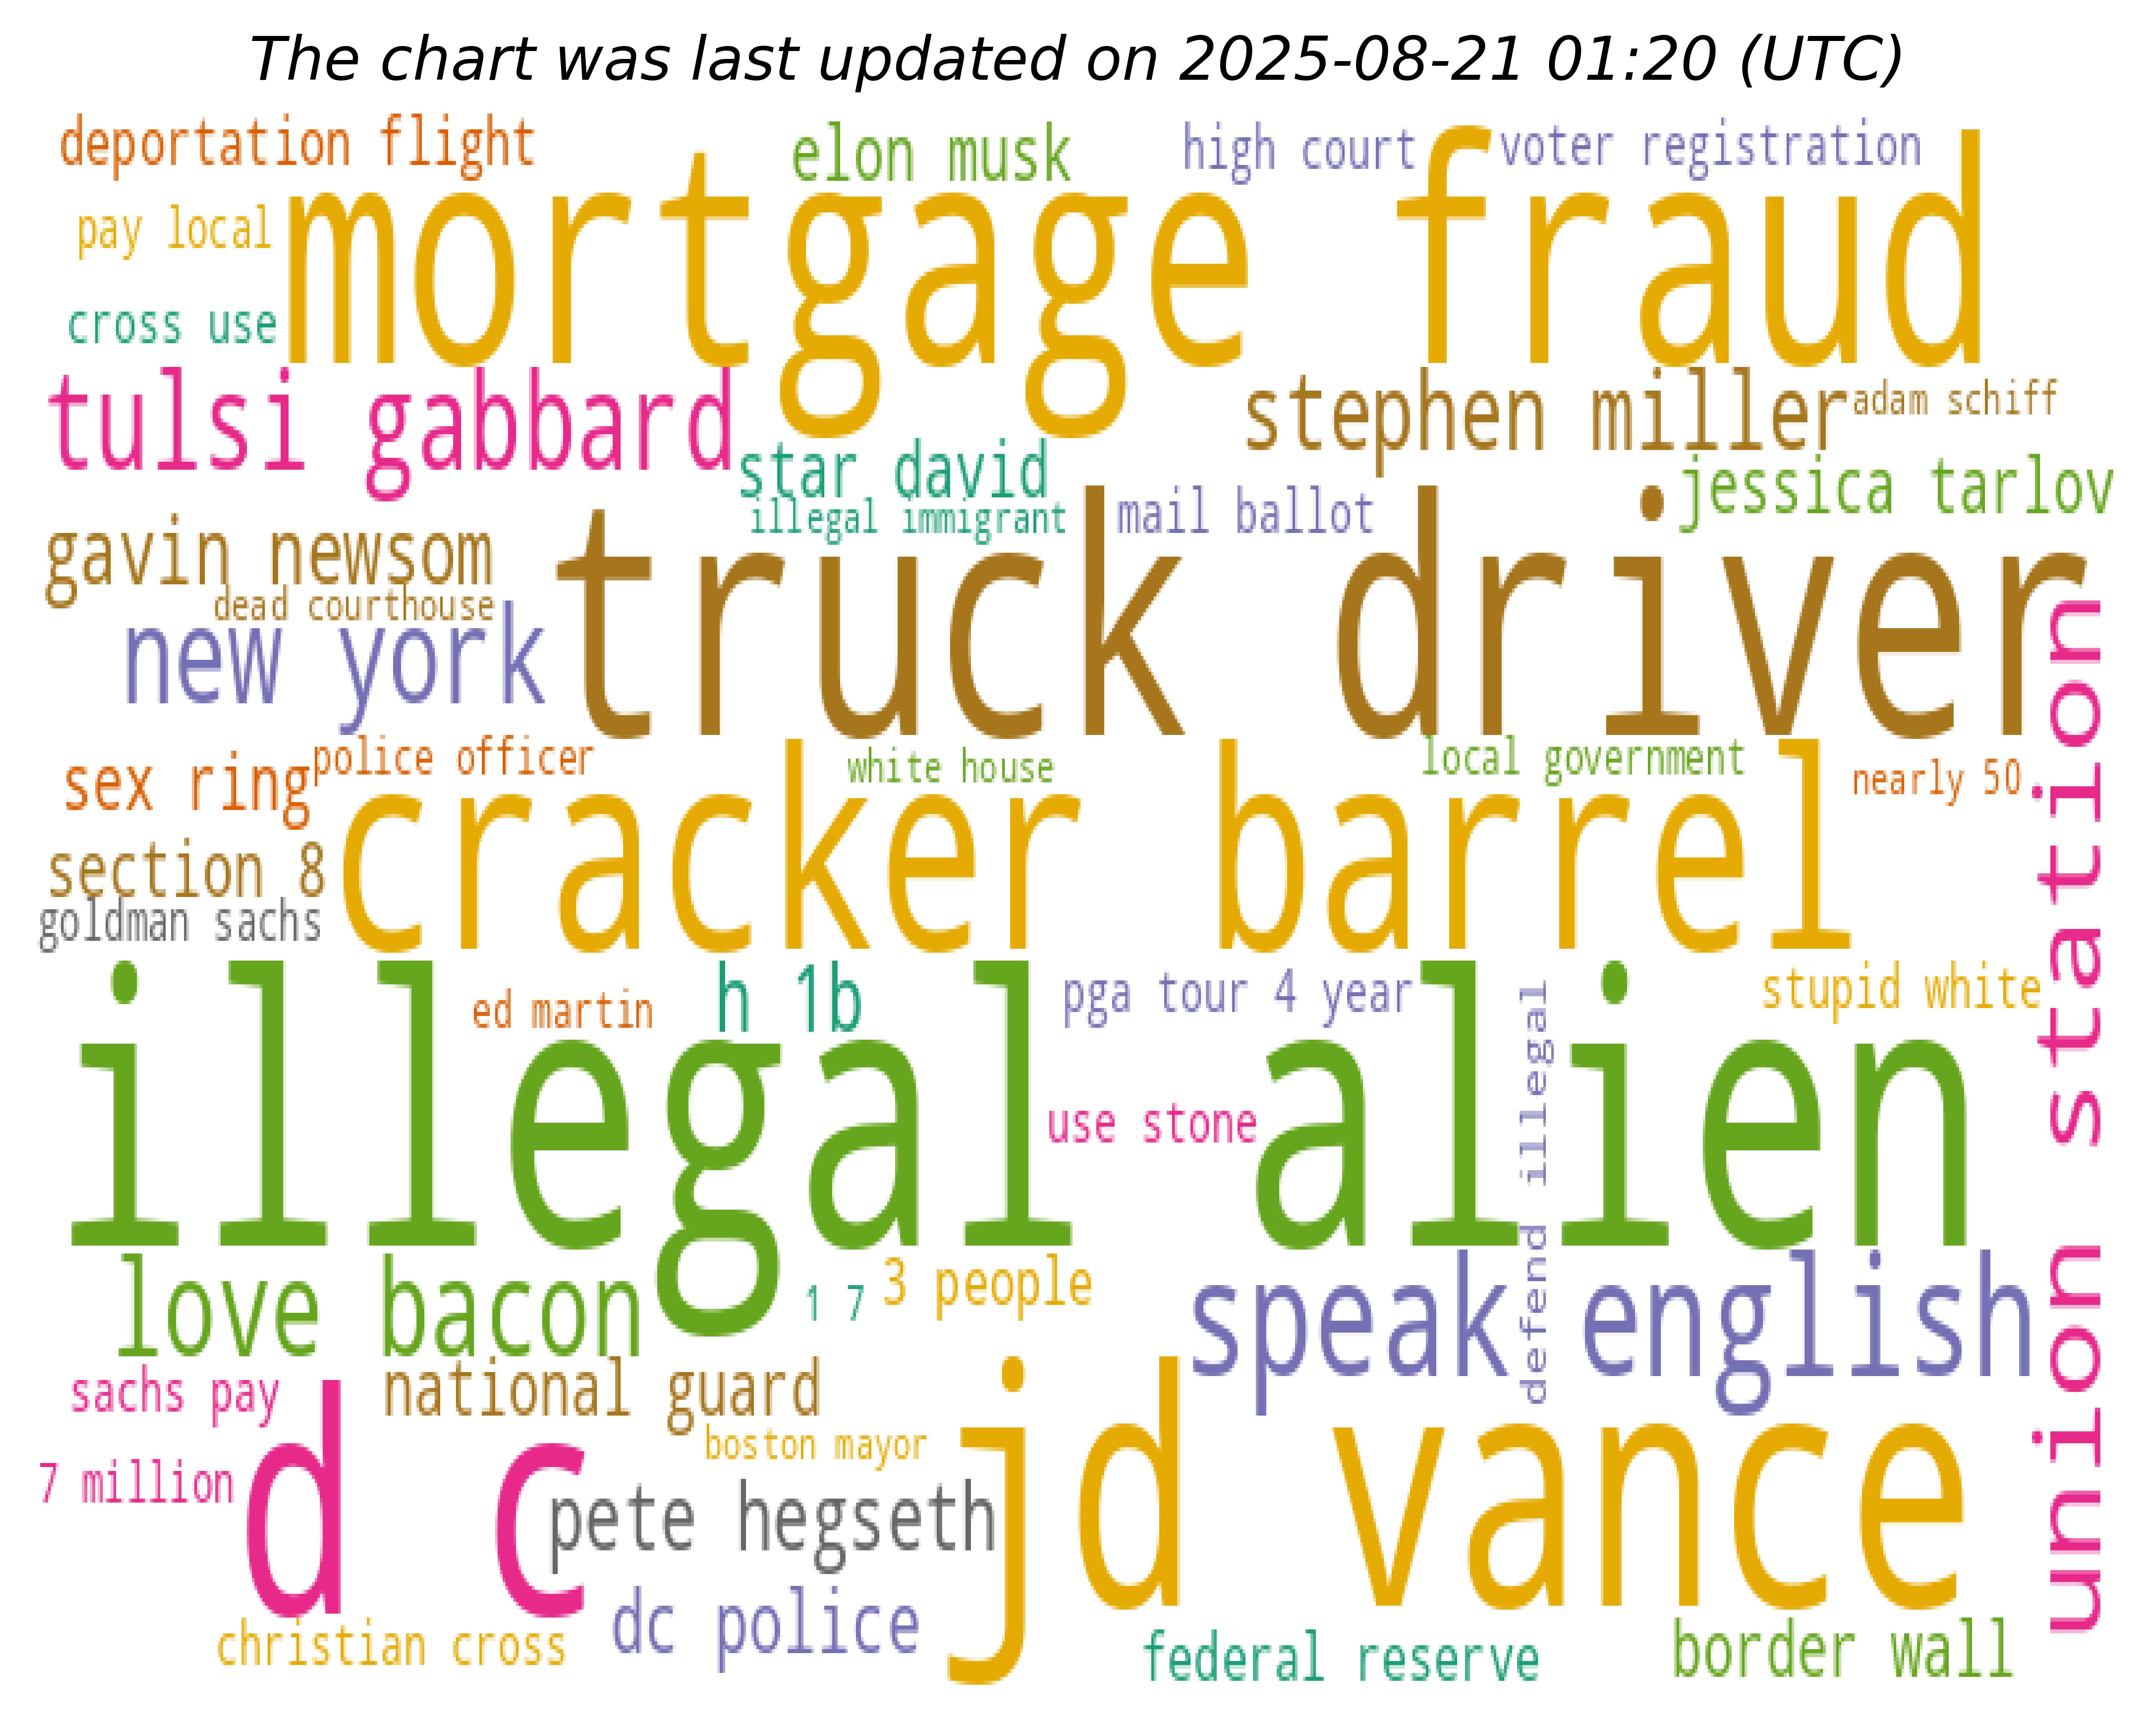 The chart was last updated on 2025-08-21 01:20 (UTC)
deportation flight
elon musk
high court
voter registration
pay local
mortgage fraud
cross use
tulsi gabbard
stephen miller
adam schiff
star david
jessica tarlov
illegal immigrant
mail ballot
gavin newsom
truck driver
dead courthouse
new york
union station
sex ring
police officer
white house
local government
nearly 50
cracker barrel
section 8
goldman sachs
illegal alien
ed martin
h 1b
pga tour 4 year
stupid white
use stone
defend illegal
love bacon
1 7
3 people
speak english
sachs pay
national guard
jd vance
boston mayor
7 million
d c
pete hegseth
dc police
christian cross
federal reserve
border wall